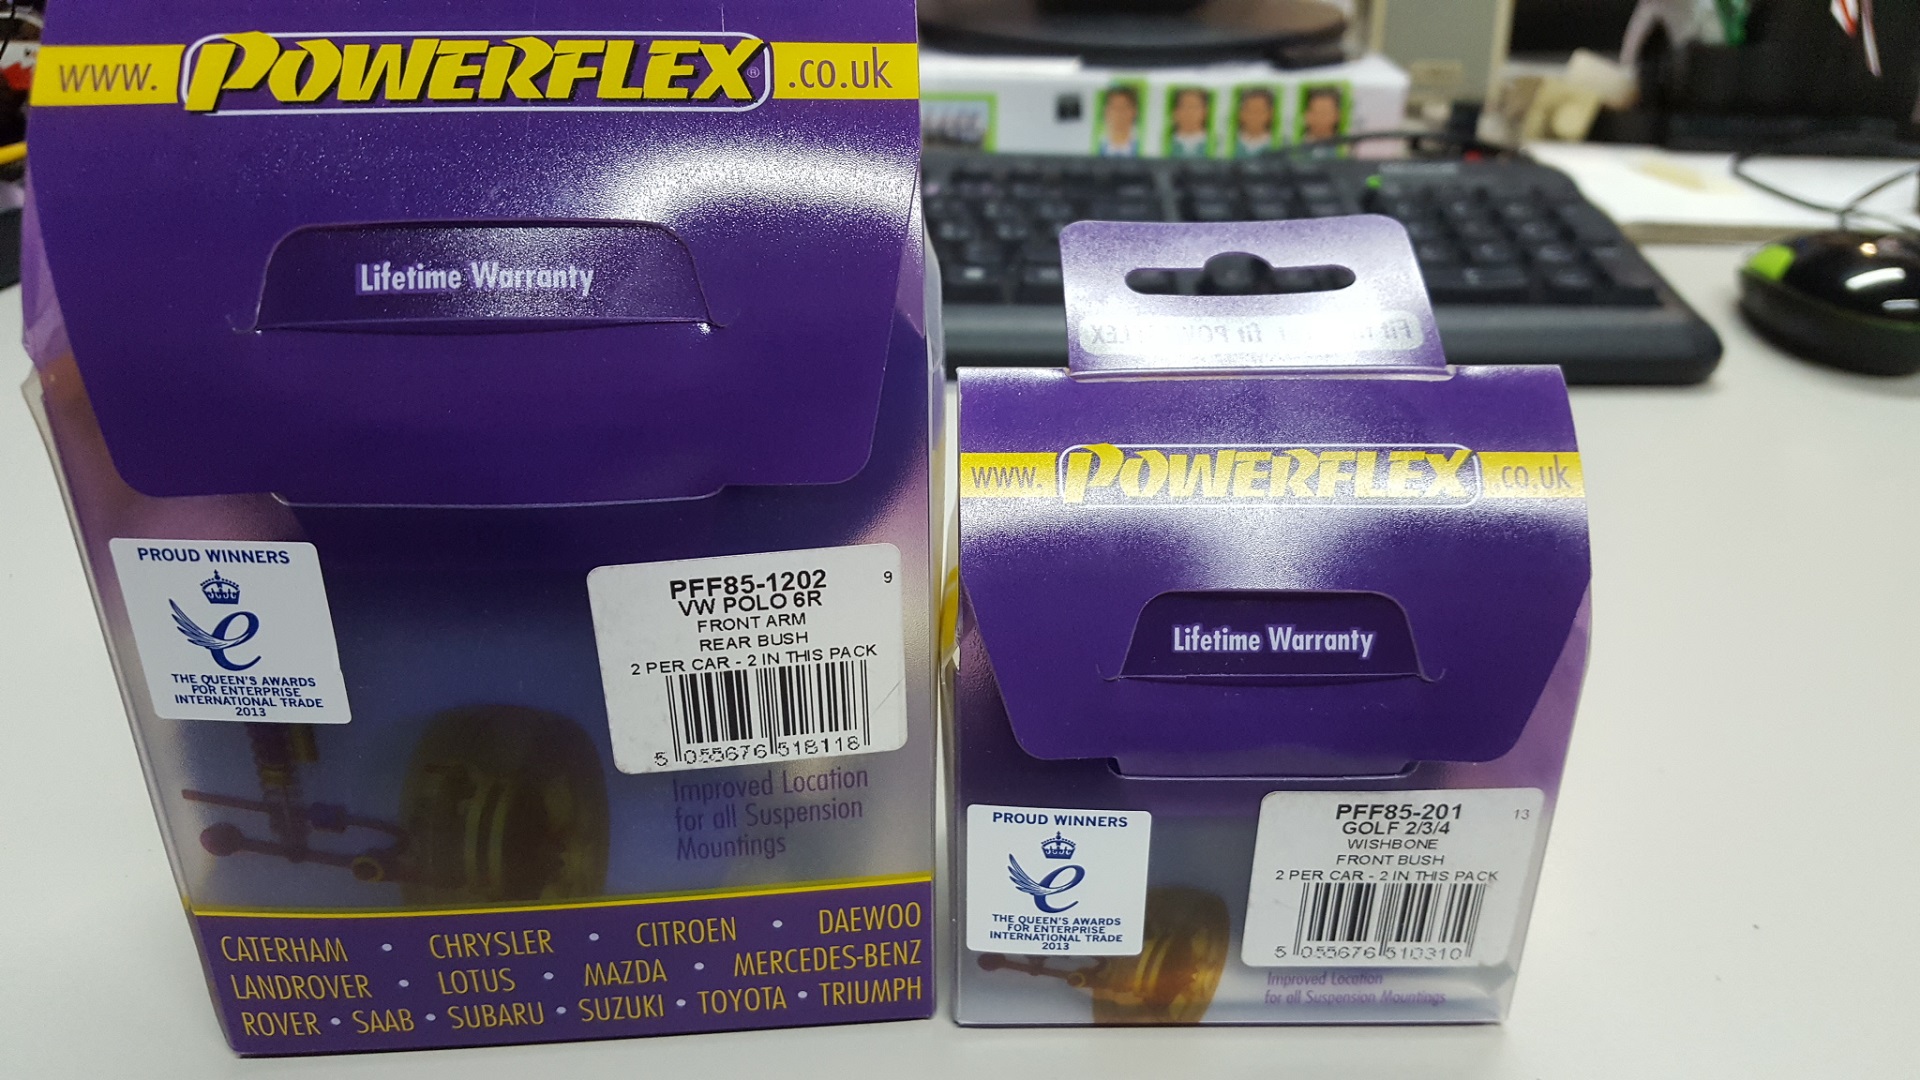 www. POWERFLEX® .co.uk
Lifetime Warranty
PROUD WINNERS
THE QUEEN'S AWARDS
FOR ENTERPRISE
INTERNATIONAL TRADE
2013
PFF85-1202
9
VW POLO 6R
FRONT ARM
REAR BUSH
2 PER CAR - 2 IN THIS PACK
5 055676 518118
Improved Location
for all Suspension
Mountings
CATERHAM • CHRYSLER • CITROEN • DAEWOO
LANDROVER • LOTUS • MAZDA • MERCEDES-BENZ
ROVER • SAAB • SUBARU • SUZUKI • TOYOTA • TRIUMPH
www. POWERFLEX .co.uk
Lifetime Warranty
PROUD WINNERS
THE QUEEN'S AWARDS
FOR ENTERPRISE
INTERNATIONAL TRADE
2013
PFF85-201
13
GOLF 2/3/4
WISHBONE
FRONT BUSH
2 PER CAR - 2 IN THIS PACK
5 055676 510310
Improved Location
for all Suspension Mountings